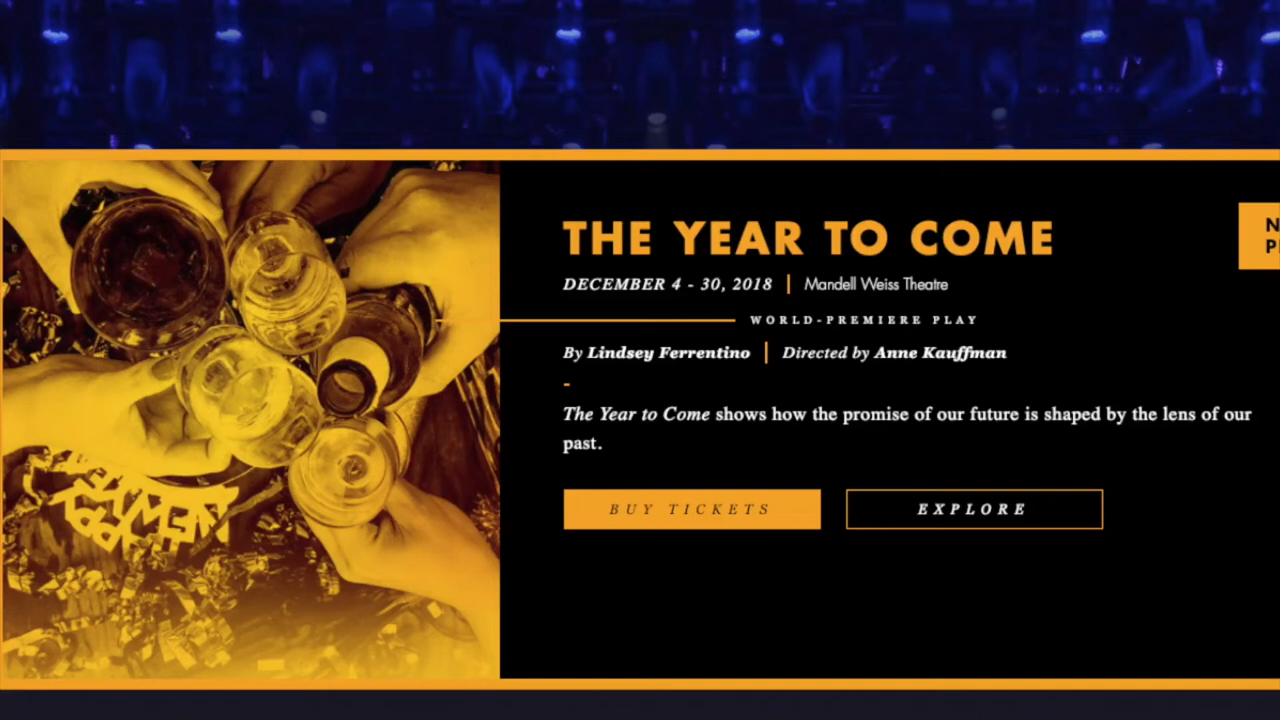 THE YEAR TO COME
DECEMBER 4 - 30, 2018 | Mandell Weiss Theatre
WORLD-PREMIERE PLAY
By Lindsey Ferrentino | Directed by Anne Kauffman
-
The Year to Come shows how the promise of our future is shaped by the lens of our
past.
BUY TICKETS EXPLORE